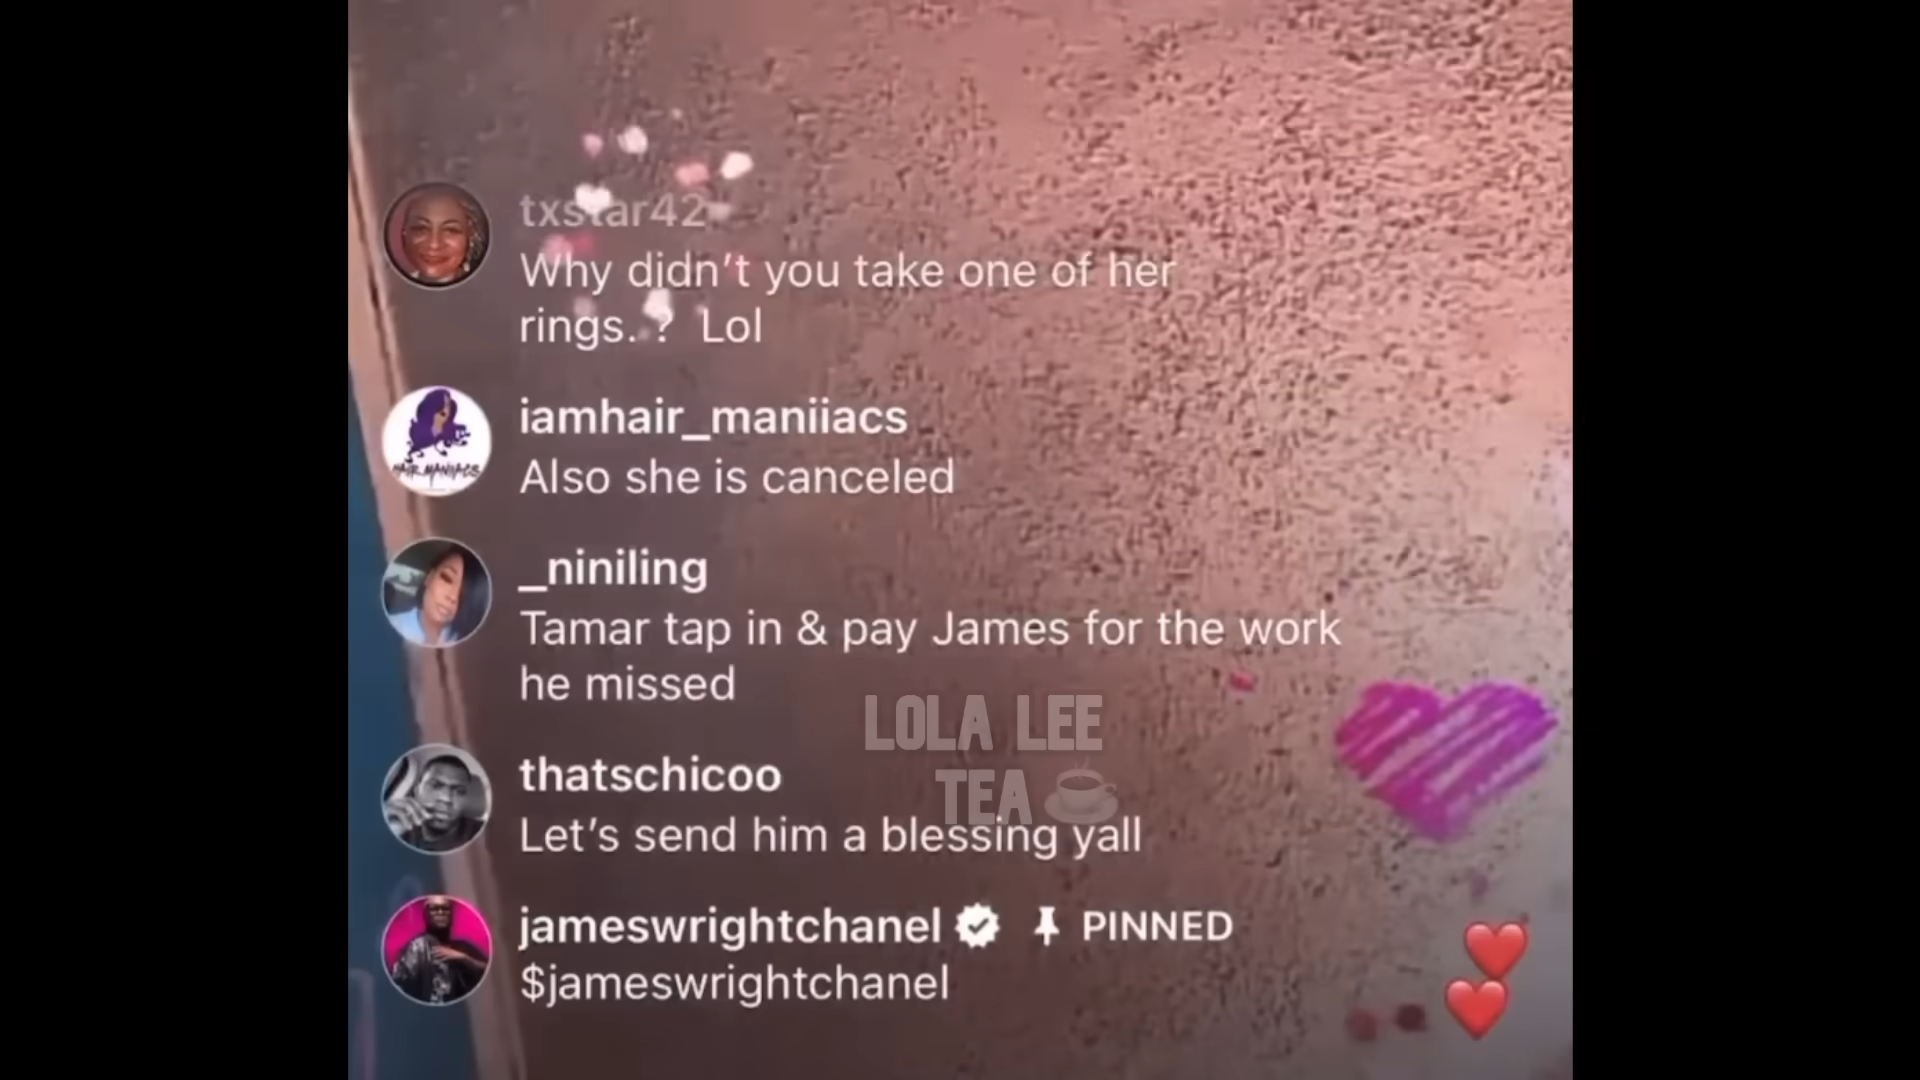 txstar42
Why didn't you take one of her
rings. ? Lol
HAIR MANIACS
iamhair_maniiacs
Also she is canceled
_niniling
Tamar tap in & pay James for the work
he missed
LOLA LEE
TEA
thatschicoo
Let's send him a blessing yall
jameswrightchanel PINNED
$jameswrightchanel